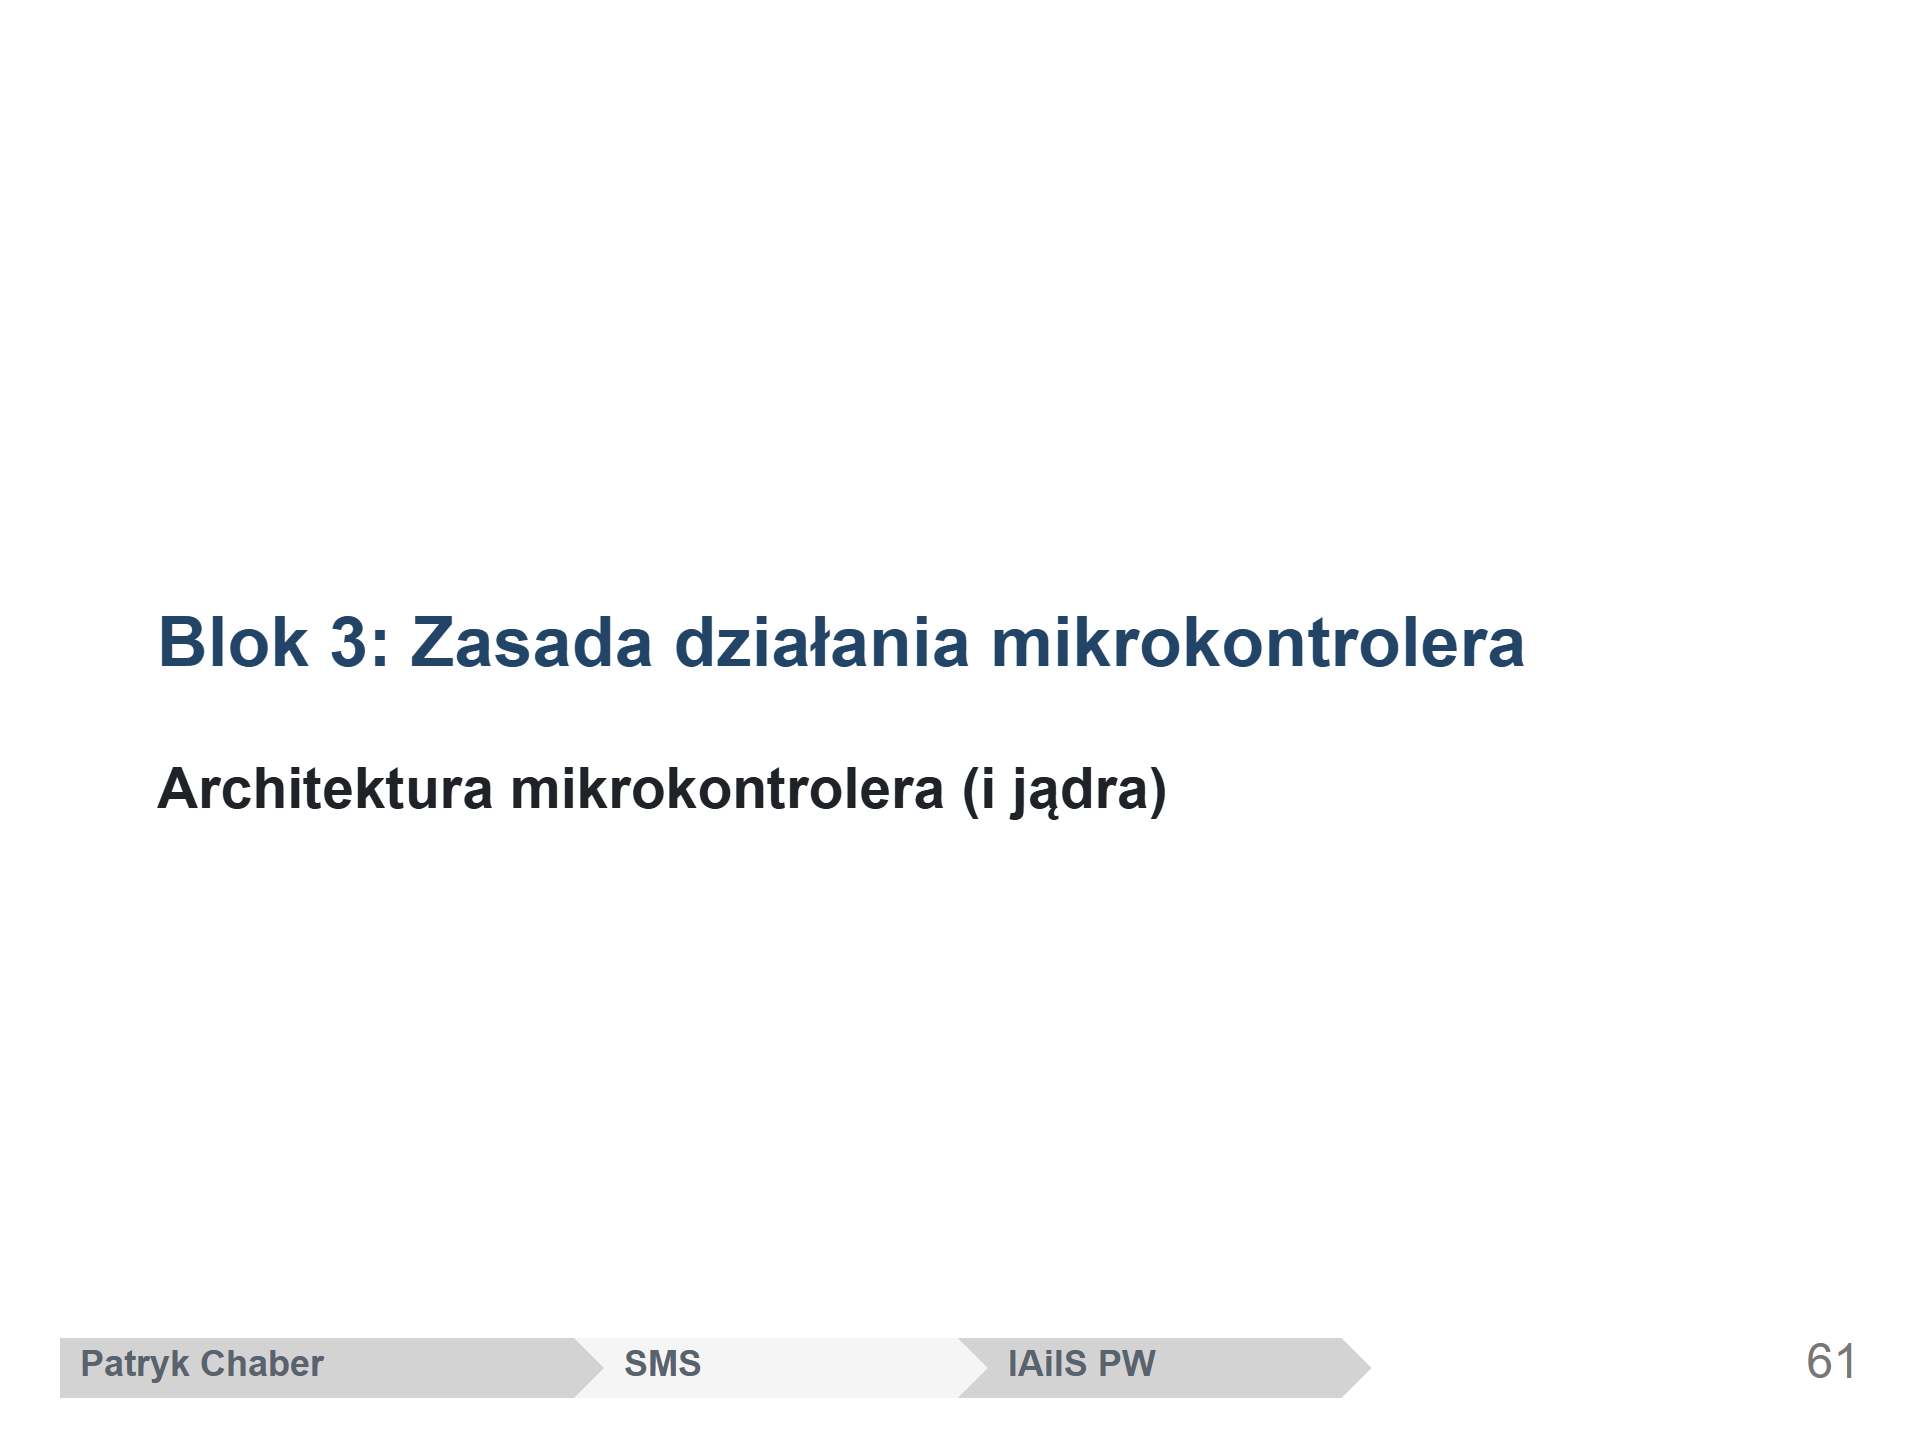 Blok 3: Zasada działania mikrokontrolera
Architektura mikrokontrolera (i jądra)
Patryk Chaber
SMS
IAiIS PW
61